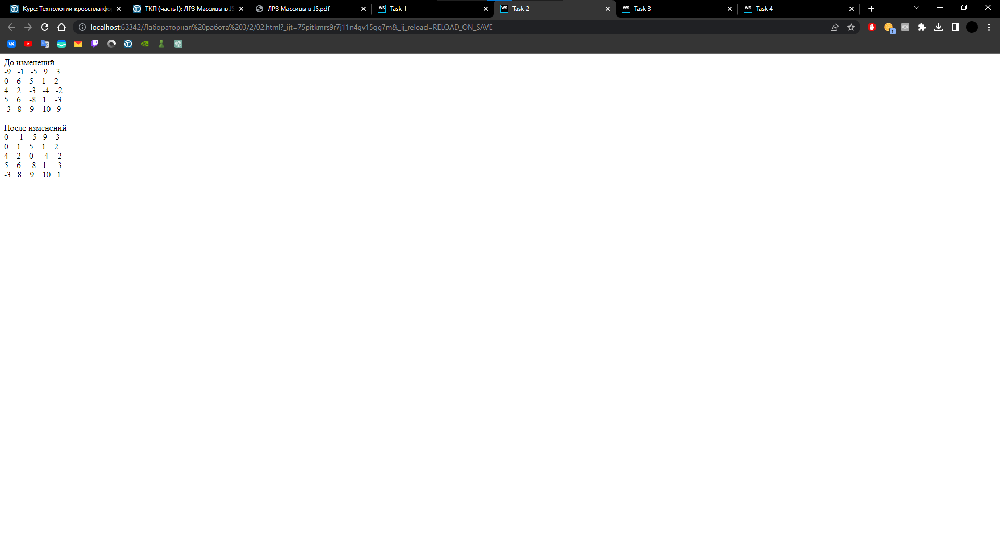 Курс: Технологии кроссплатфо
ТКП (часть1): ЛР3 Массивы в JS
ЛР3 Массивы в JS.pdf
Task 1
Task 2
Task 3
Task 4
localhost:63342/Лабораторная%20работа%203/2/02.html?_ijt=75pitkmrs9r7j11n4gv15qg7m&_ij_reload=RELOAD_ON_SAVE
1
До изменений
-9 -1 -5 9 3
0 6 5 1 2
4 2 -3 -4 -2
5 6 -8 1 -3
-3 8 9 10 9
После изменений
0 -1 -5 9 3
0 1 5 1 2
4 2 0 -4 -2
5 6 -8 1 -3
-3 8 9 10 1